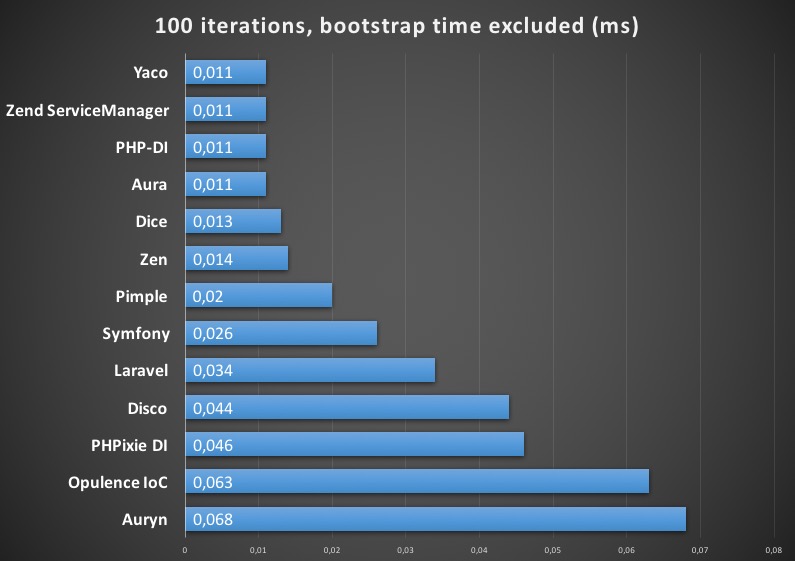 100 iterations, bootstrap time excluded (ms)
Yaco 0,011
Zend ServiceManager 0,011
PHP-DI 0,011
Aura 0,011
Dice 0,013
Zen 0,014
Pimple 0,02
Symfony 0,026
Laravel 0,034
Disco 0,044
PHPixie DI 0,046
Opulence IoC 0,063
Auryn 0,068
0 0,01 0,02 0,03 0,04 0,05 0,06 0,07 0,08